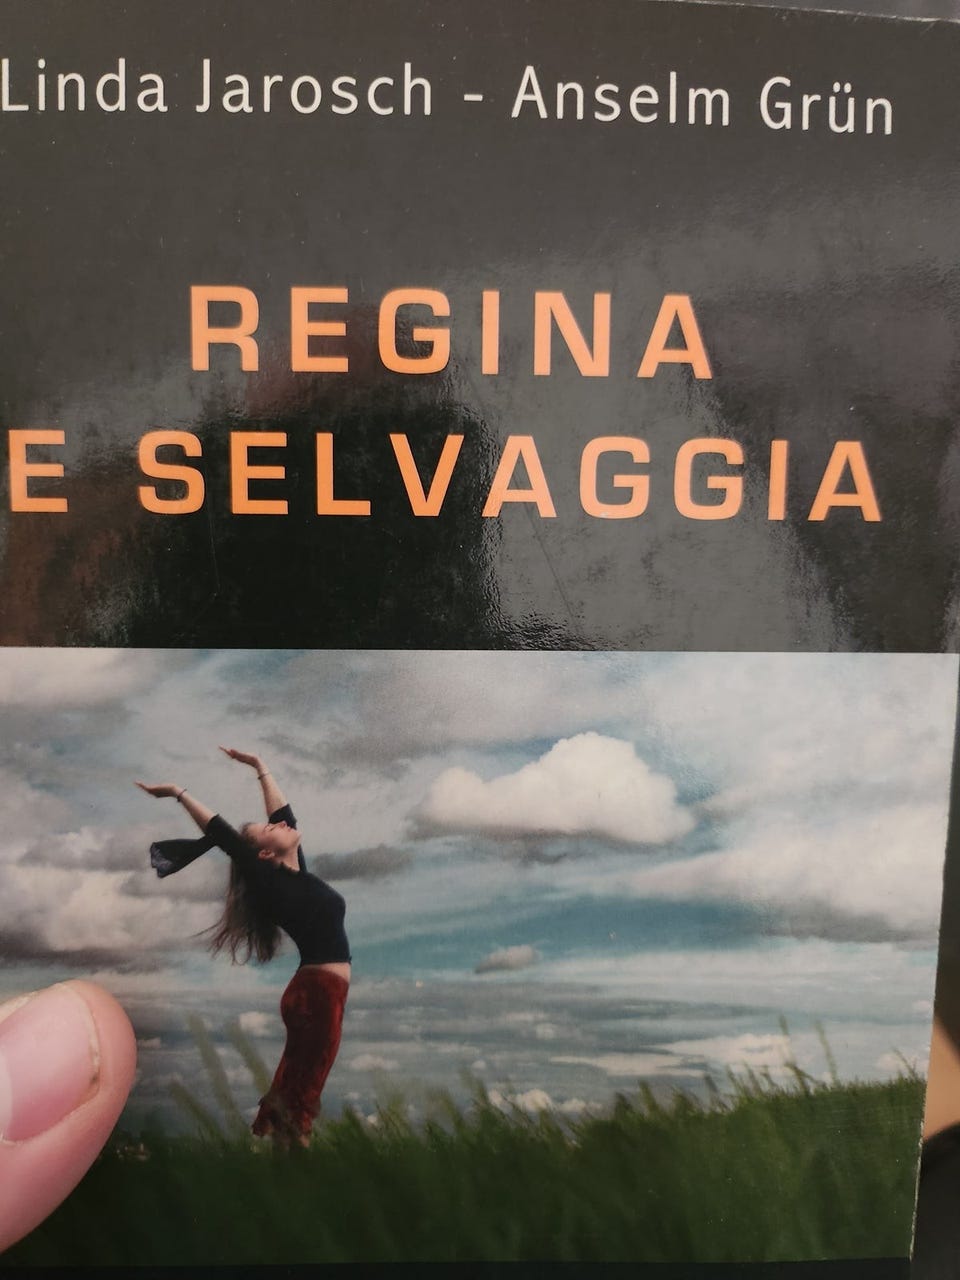 Linda Jarosch - Anselm Grün
REGINA
E SELVAGGIA